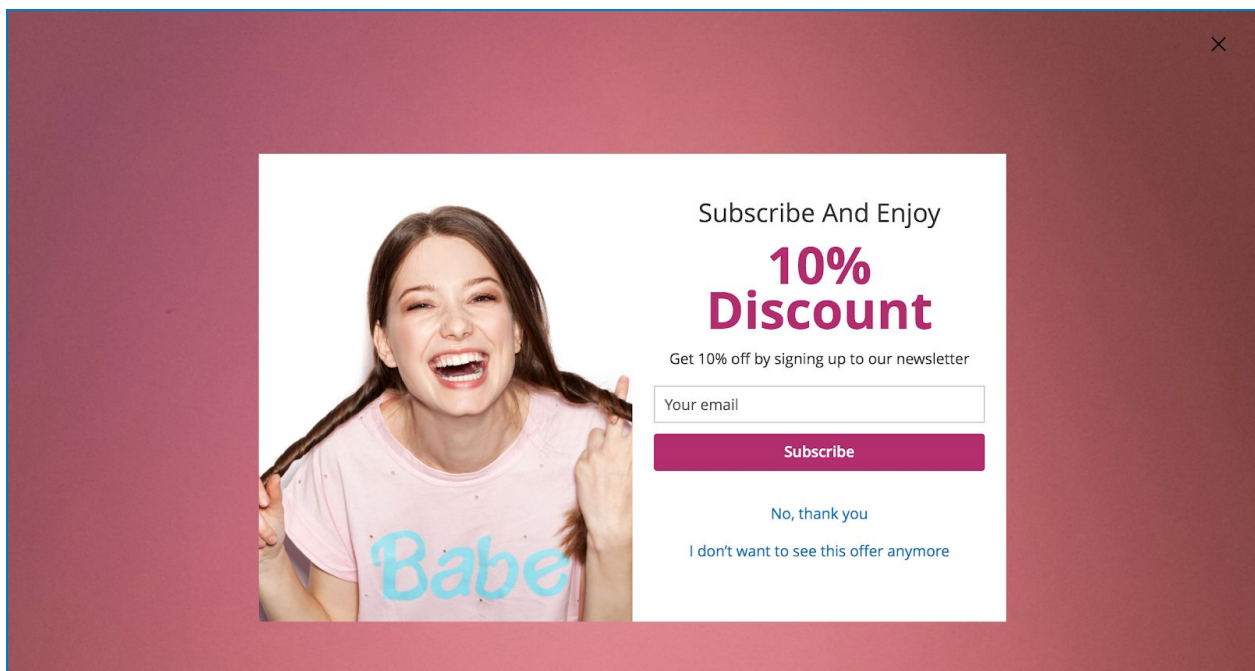 Subscribe And Enjoy
10%
Discount
Get 10% off by signing up to our newsletter
Your email
Subscribe
No, thank you
I don't want to see this offer anymore
Babe